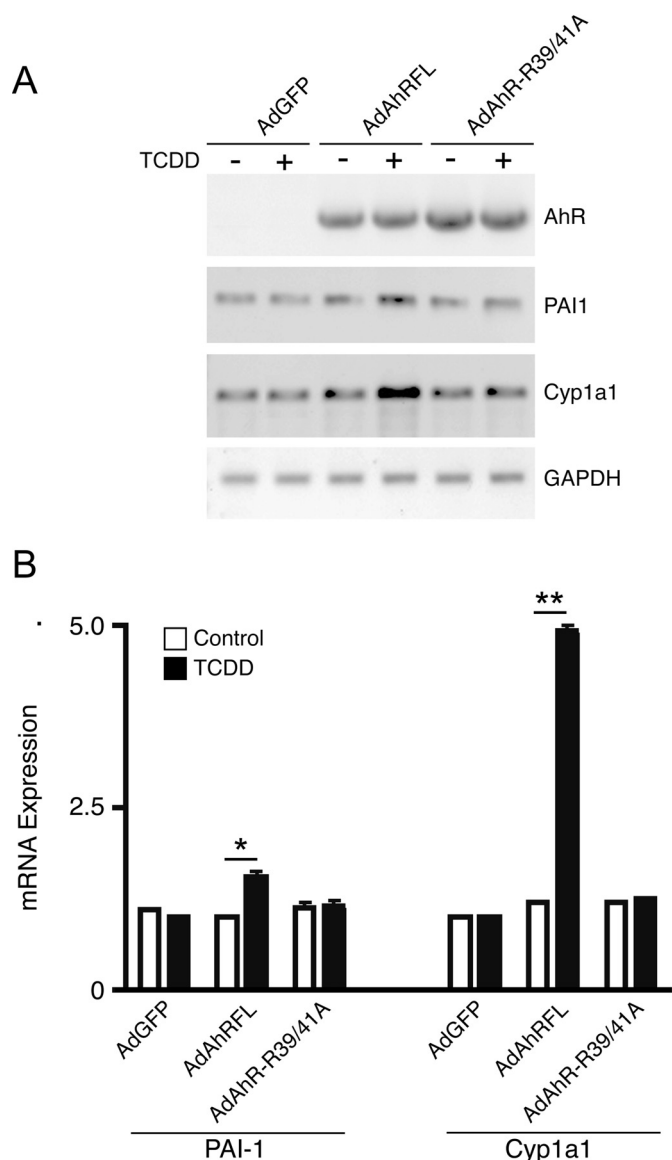 A
AdGFP AdAhRFL AdAhR-R39/41A
TCDD - + - + - +
AhR
PAI1
Cyp1a1
GAPDH
B
5.0
Control
TCDD
**
2.5
*
0
mRNA Expression
AdGFP AdAhRFL AdAhR-R39/41A AdGFP AdAhRFL AdAhR-R39/41A
PAI-1 Cyp1a1